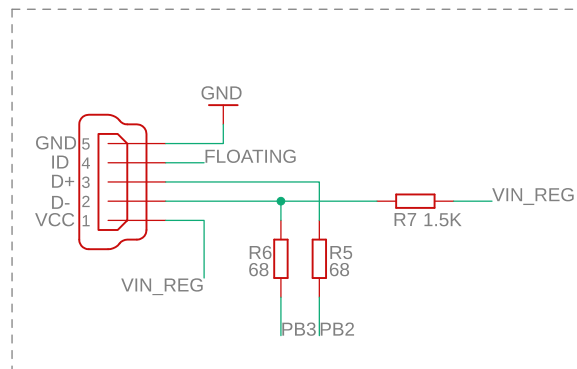 GND
GND 5
ID 4 FLOATING
D+ 3
D- 2 VIN_REG
VCC 1 R7 1.5K
R6 R5
68 68
VIN_REG
PB3 PB2